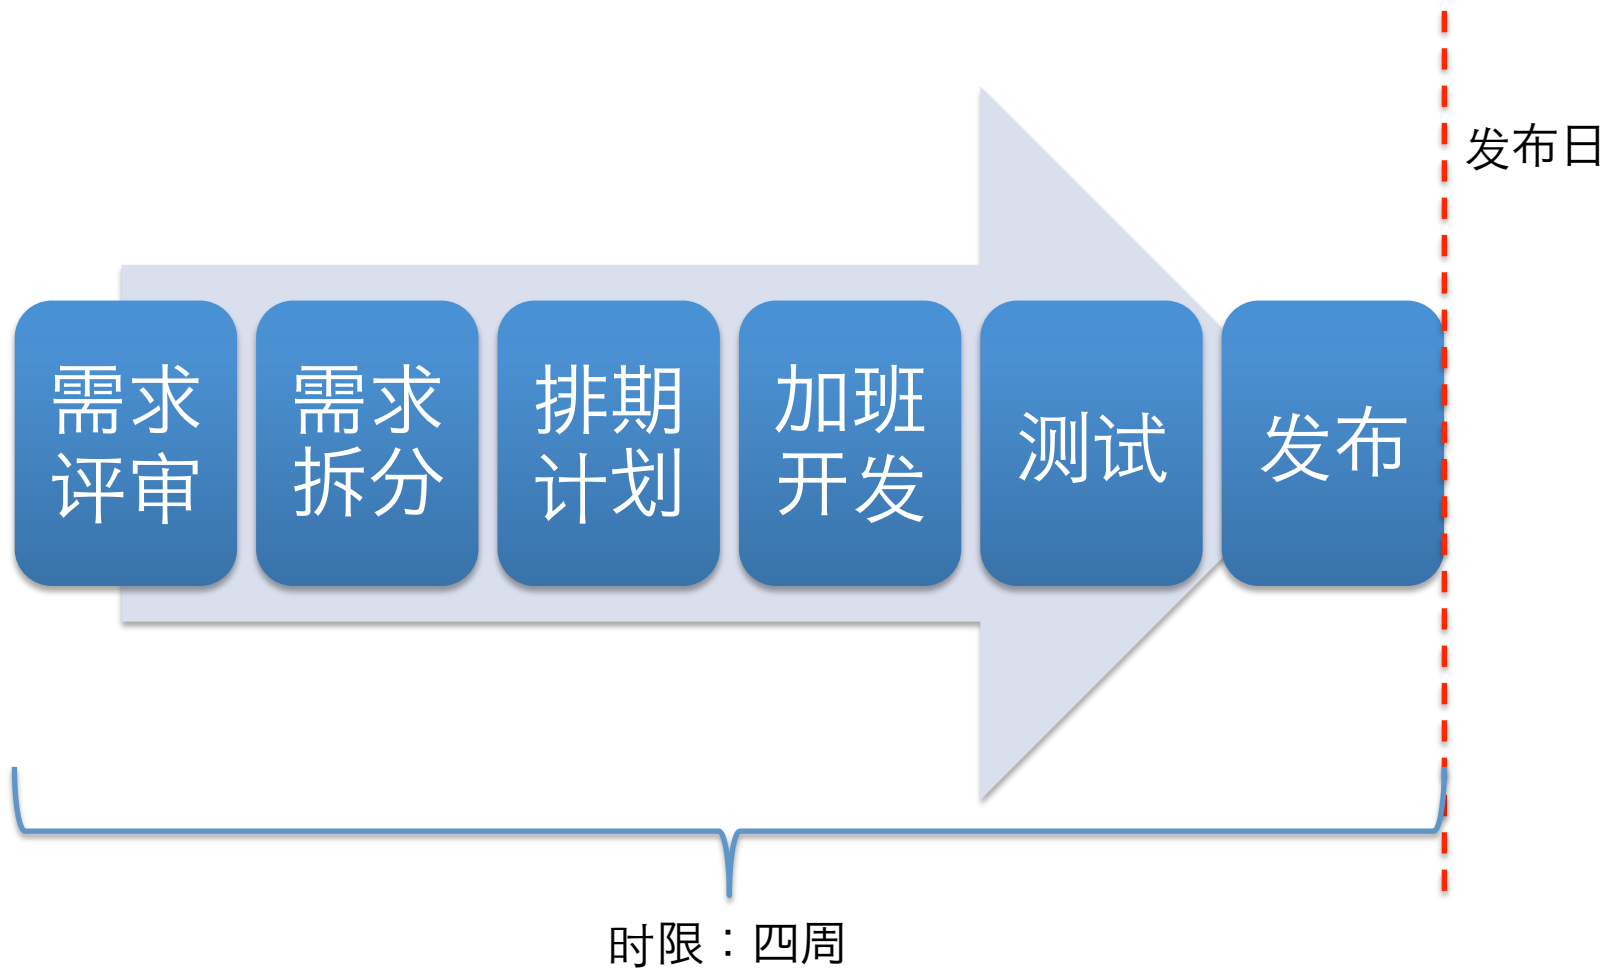 发布日
需求
评审
需求
拆分
排期
计划
加班
开发
测试
发布
时限：四周